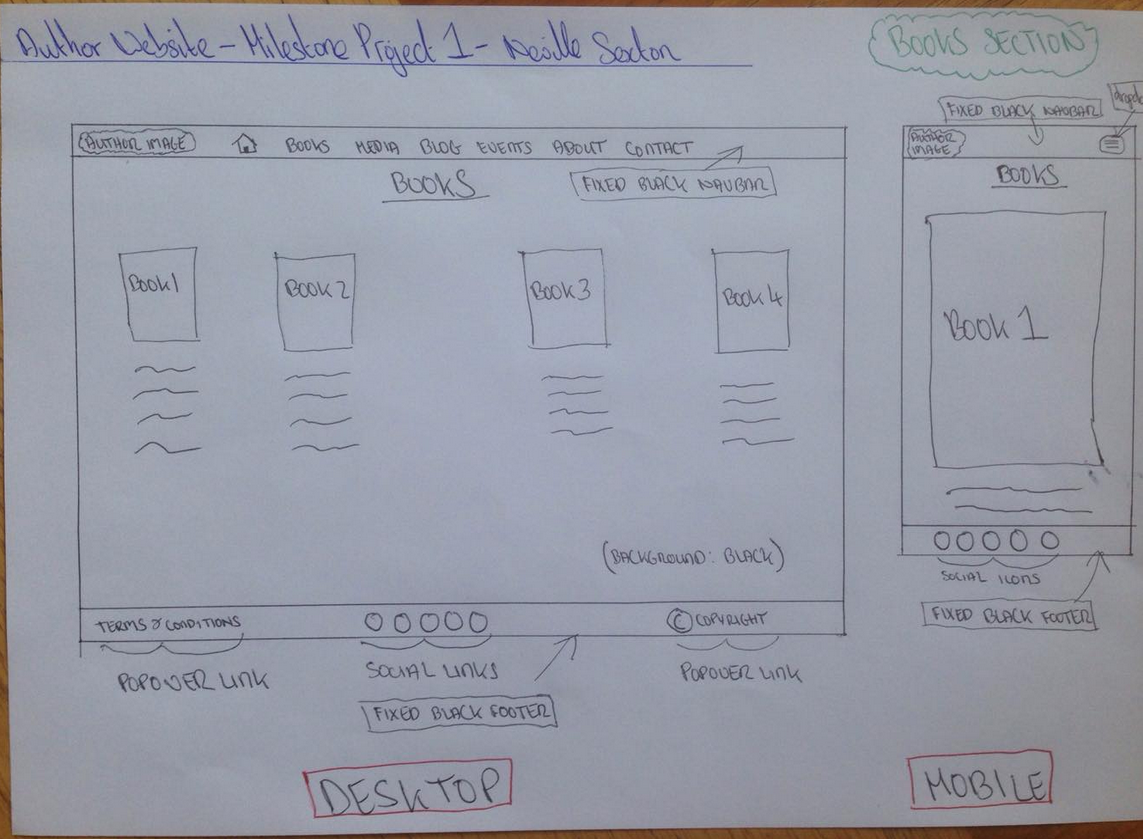 Author Website - Milestone Project 1 - Neville Sexton
BOOKS SECTION
AUTHOR IMAGE
BOOKS MEDIA BLOG EVENTS ABOUT CONTACT
BOOKS
FIXED BLACK NAVBAR
Book 1
Book 2
Book 3
Book 4
(BACKGROUND: BLACK)
TERMS & CONDITIONS
© COPYRIGHT
POPOVER LINK
SOCIAL LINKS
POPOVER LINK
FIXED BLACK FOOTER
DESKTOP
FIXED BLACK NAVBAR
AUTHOR
IMAGE
BOOKS
Book 1
SOCIAL ICONS
FIXED BLACK FOOTER
MOBILE